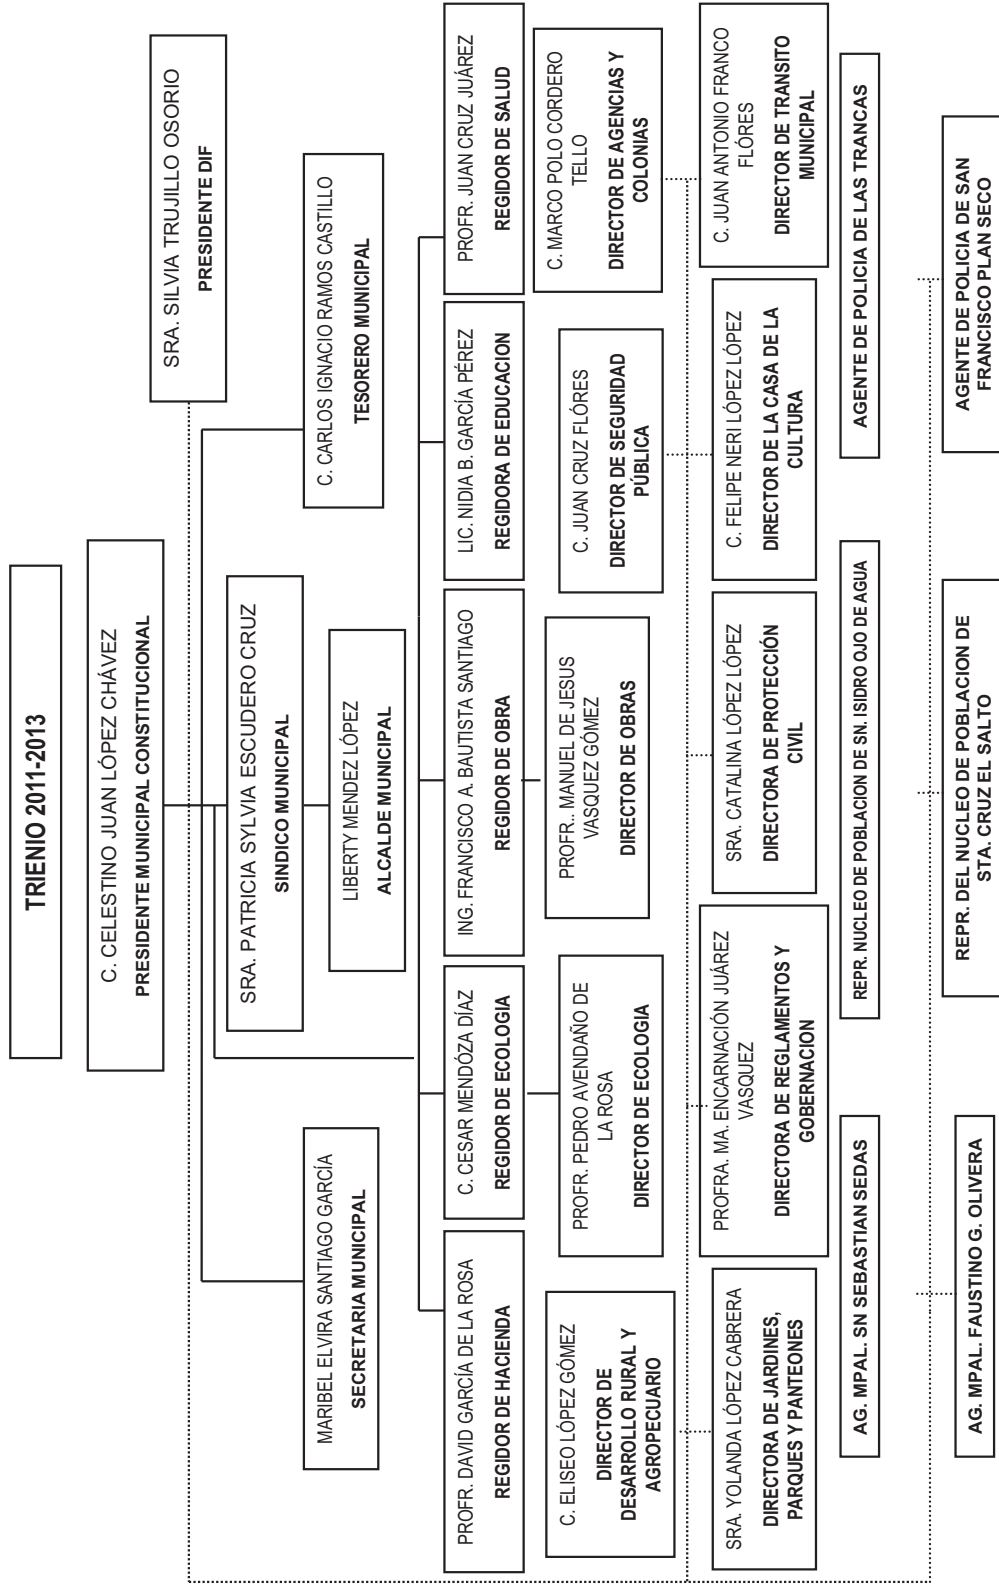 TRIENIO 2011-2013
C. CELESTINO JUAN LÓPEZ CHÁVEZ
PRESIDENTE MUNICIPAL CONSTITUCIONAL
SRA. SILVIA TRUJILLO OSORIO
PRESIDENTE DIF
SRA. PATRICIA SYLVIA ESCUDERO CRUZ
SINDICO MUNICIPAL
MARIBEL ELVIRA SANTIAGO GARCÍA
SECRETARIA MUNICIPAL
LIBERTY MENDEZ LÓPEZ
ALCALDE MUNICIPAL
C. CARLOS IGNACIO RAMOS CASTILLO
TESORERO MUNICIPAL
PROFR. DAVID GARCÍA DE LA ROSA
REGIDOR DE HACIENDA
C. CESAR MENDÓZA DÍAZ
REGIDOR DE ECOLOGIA
ING. FRANCISCO A. BAUTISTA SANTIAGO
REGIDOR DE OBRA
LIC. NIDIA B. GARCÍA PÉREZ
REGIDORA DE EDUCACION
PROFR. JUAN CRUZ JUÁREZ
REGIDOR DE SALUD
C. ELISEO LÓPEZ GÓMEZ
DIRECTOR DE
DESARROLLO RURAL Y
AGROPECUARIO
PROFR. PEDRO AVENDAÑO DE
LA ROSA
DIRECTOR DE ECOLOGIA
PROFR.. MANUEL DE JESUS
VASQUEZ GÓMEZ
DIRECTOR DE OBRAS
C. JUAN CRUZ FLÓRES
DIRECTOR DE SEGURIDAD
PÚBLICA
C. MARCO POLO CORDERO
TELLO
DIRECTOR DE AGENCIAS Y
COLONIAS
SRA. YOLANDA LÓPEZ CABRERA
DIRECTORA DE JARDINES,
PARQUES Y PANTEONES
PROFRA. MA. ENCARNACIÓN JUÁREZ
VASQUEZ
DIRECTORA DE REGLAMENTOS Y
GOBERNACION
SRA. CATALINA LÓPEZ LÓPEZ
DIRECTORA DE PROTECCIÓN
CIVIL
C. FELIPE NERI LÓPEZ LÓPEZ
DIRECTOR DE LA CASA DE LA
CULTURA
C. JUAN ANTONIO FRANCO
FLÓRES
DIRECTOR DE TRANSITO
MUNICIPAL
AG. MPAL. SN SEBASTIAN SEDAS
REPR. NUCLEO DE POBLACION DE SN. ISIDRO OJO DE AGUA
AGENTE DE POLICIA DE LAS TRANCAS
AG. MPAL. FAUSTINO G. OLIVERA
REPR. DEL NUCLEO DE POBLACION DE
STA. CRUZ EL SALTO
AGENTE DE POLICIA DE SAN
FRANCISCO PLAN SECO